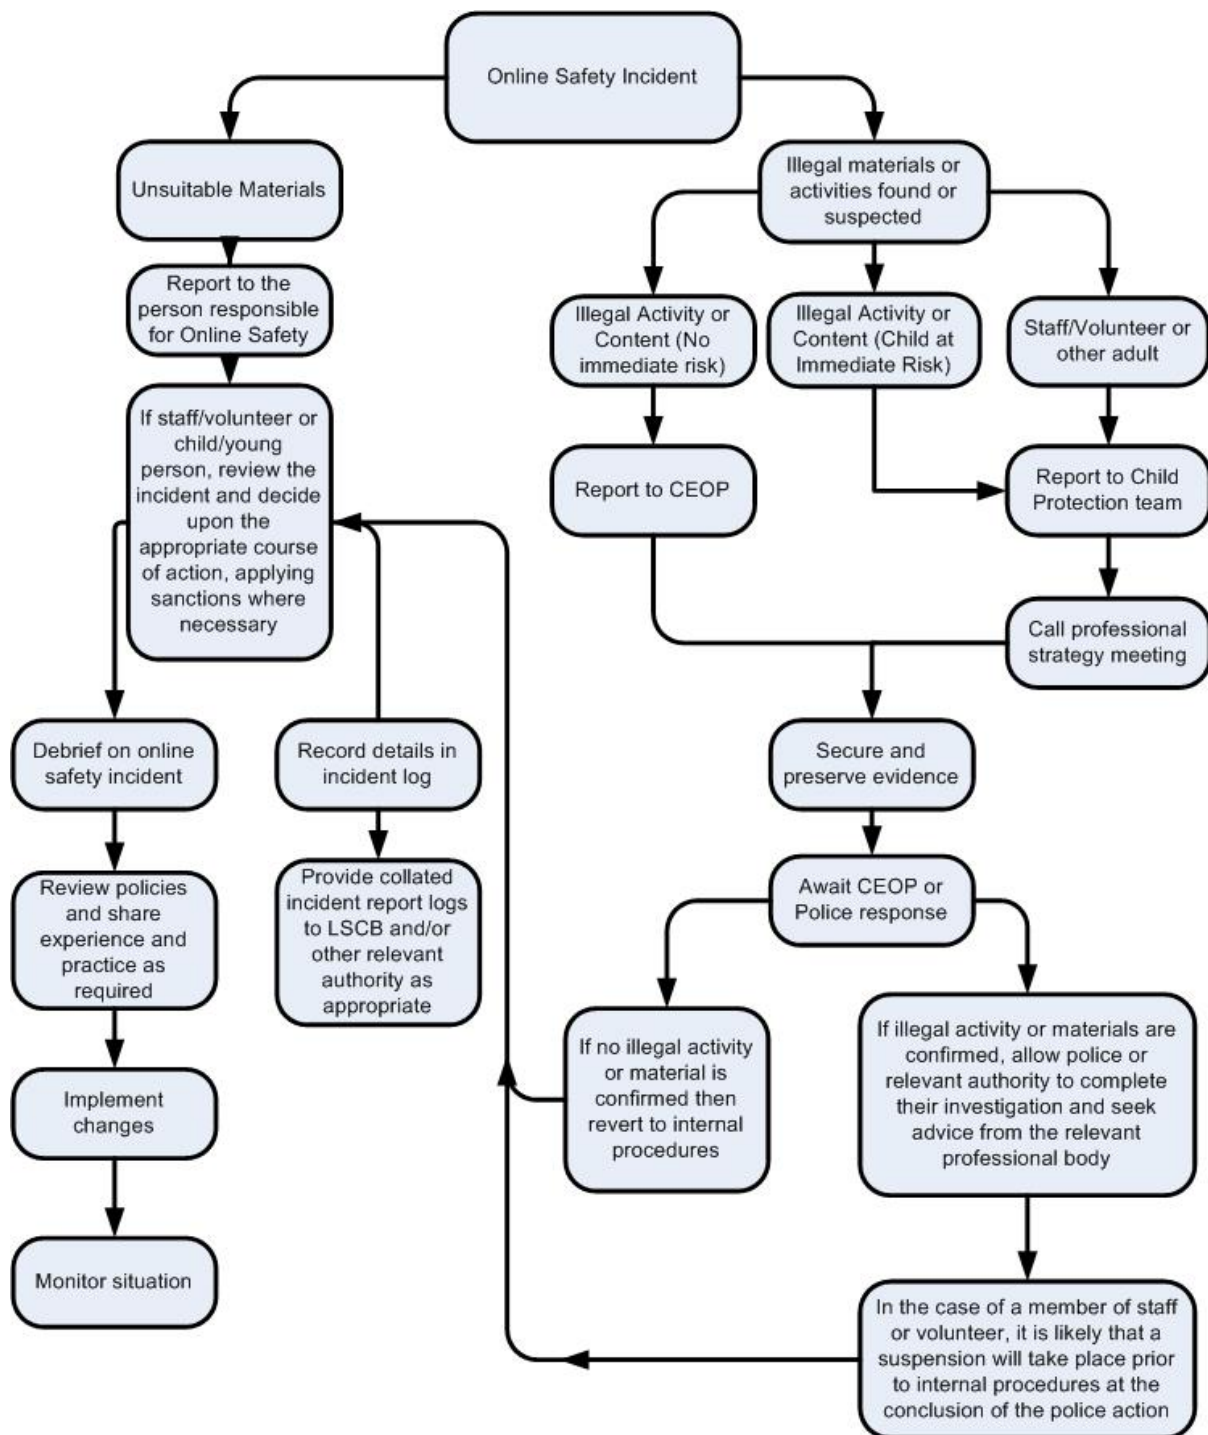 Online Safety Incident
Unsuitable Materials
Illegal materials or
activities found or
suspected
Report to the
person responsible
for Online Safety
Illegal Activity or
Content (No
immediate risk)
Illegal Activity or
Content (Child at
Immediate Risk)
Staff/Volunteer or
other adult
If staff/volunteer or
child/young
person, review the
incident and decide
upon the
appropriate course
of action, applying
sanctions where
necessary
Report to CEOP
Report to Child
Protection team
Call professional
strategy meeting
Debrief on online
safety incident
Record details in
incident log
Secure and
preserve evidence
Review policies
and share
experience and
practice as
required
Provide collated
incident report logs
to LSCB and/or
other relevant
authority as
appropriate
Await CEOP or
Police response
If no illegal activity
or material is
confirmed then
revert to internal
procedures
If illegal activity or materials are
confirmed, allow police or
relevant authority to complete
their investigation and seek
advice from the relevant
professional body
Implement
changes
Monitor situation
In the case of a member of staff
or volunteer, it is likely that a
suspension will take place prior
to internal procedures at the
conclusion of the police action